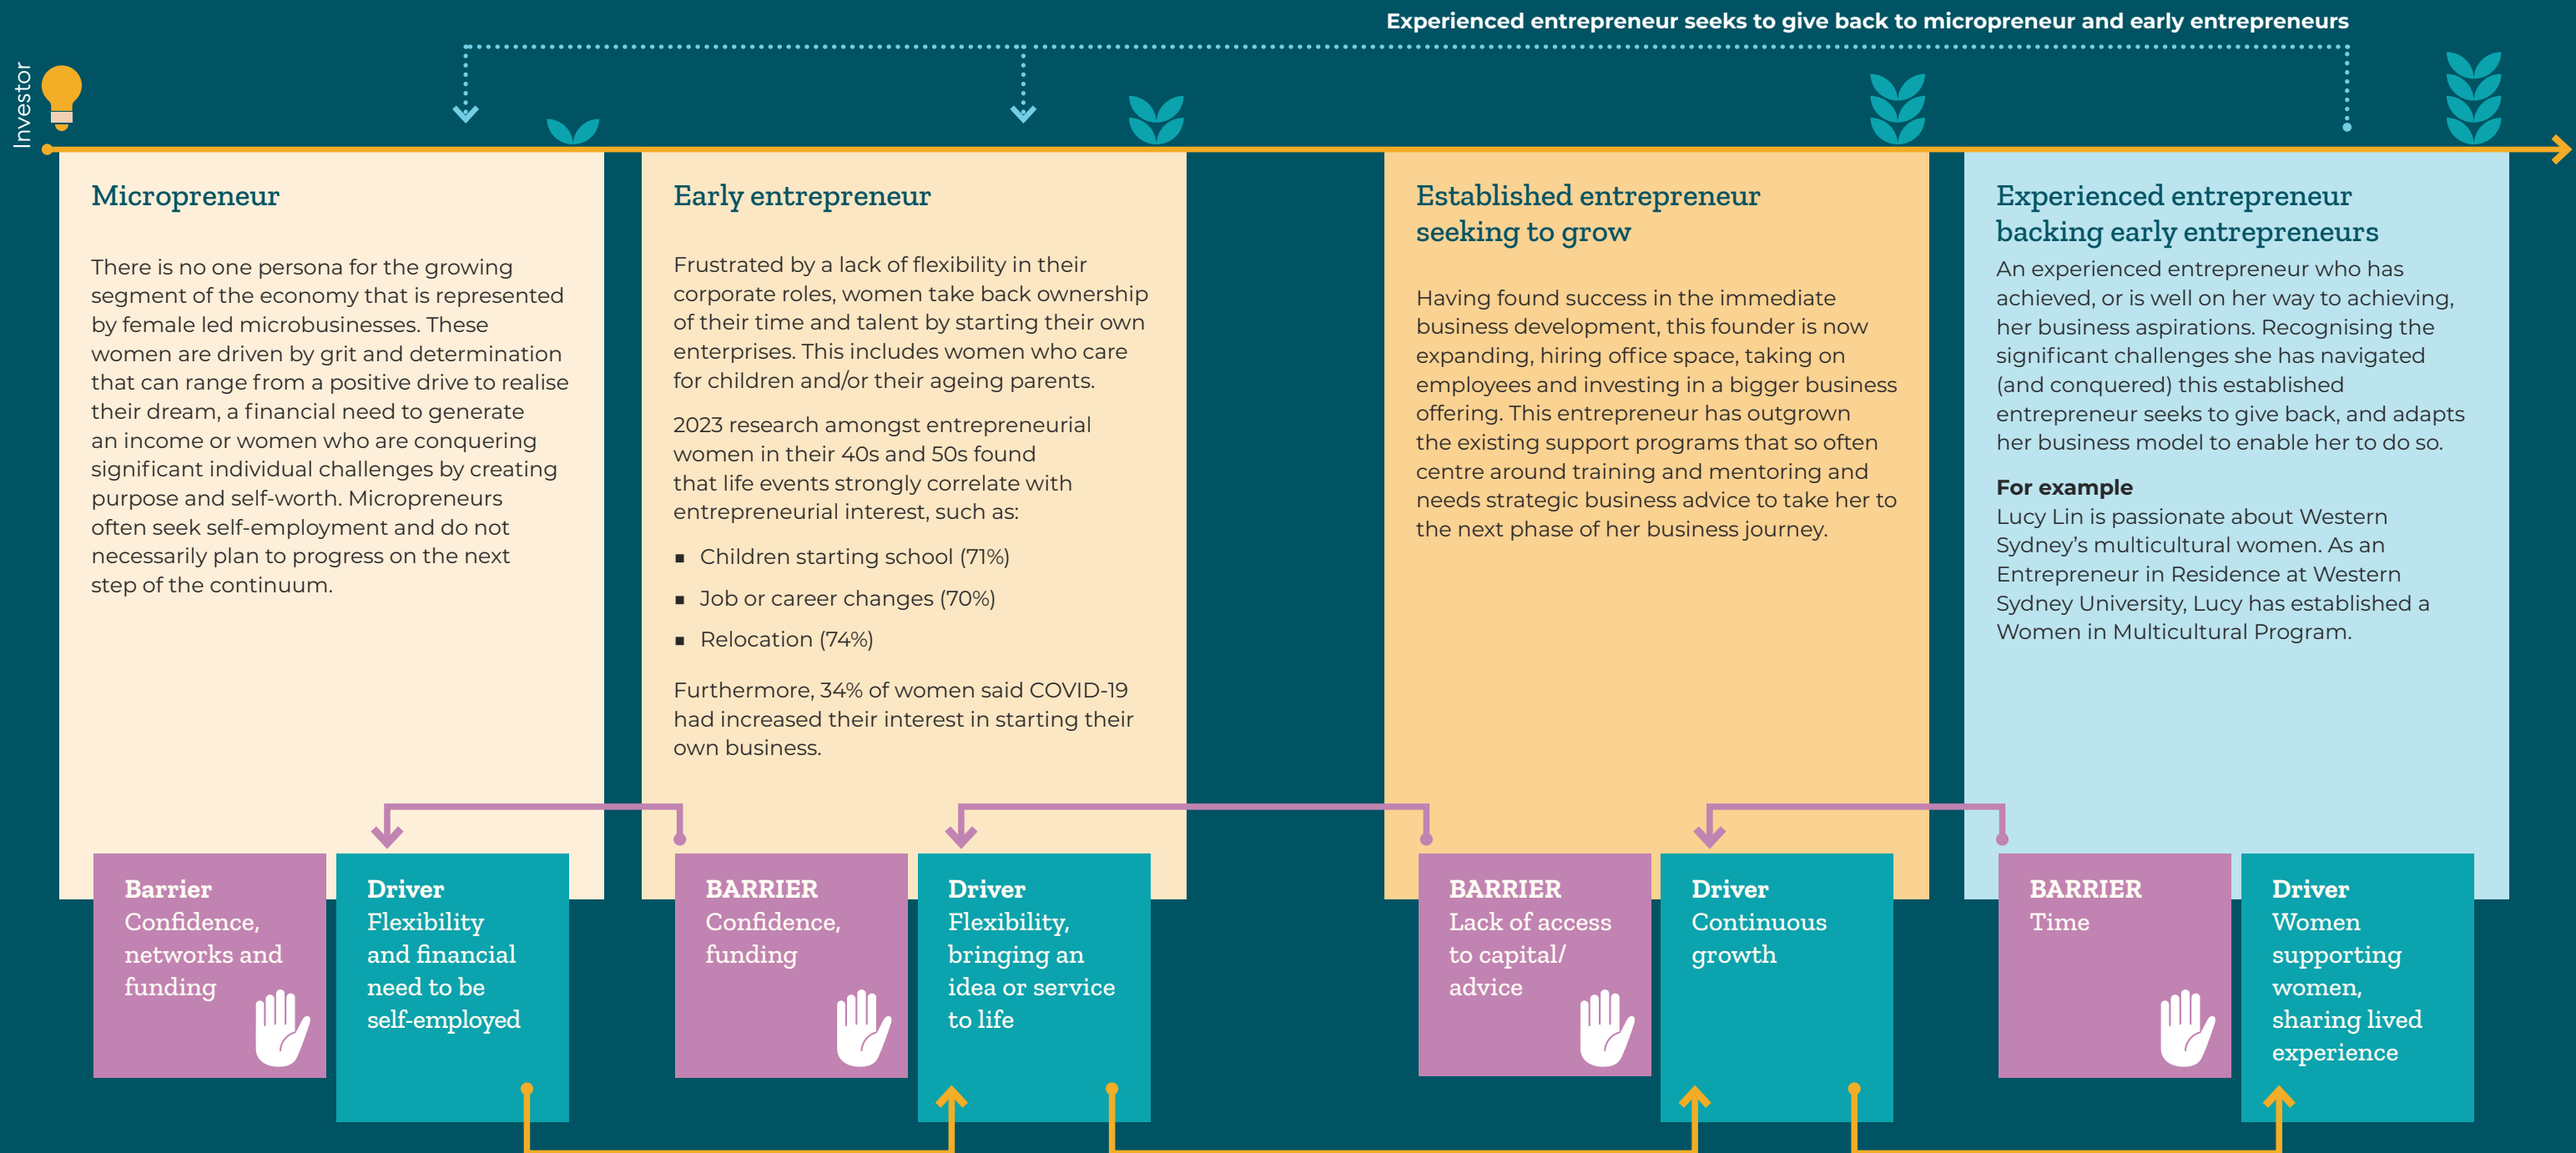 Experienced entrepreneur seeks to give back to micropreneur and early entrepreneurs
Investor
Micropreneur
There is no one persona for the growing
segment of the economy that is represented
by female led microbusinesses. These
women are driven by grit and determination
that can range from a positive drive to realise
their dream, a financial need to generate
an income or women who are conquering
significant individual challenges by creating
purpose and self-worth. Micropreneurs
often seek self-employment and do not
necessarily plan to progress on the next
step of the continuum.
Barrier
Confidence,
networks and
funding
Driver
Flexibility
and financial
need to be
self-employed
Early entrepreneur
Frustrated by a lack of flexibility in their
corporate roles, women take back ownership
of their time and talent by starting their own
enterprises. This includes women who care
for children and/or their ageing parents.
2023 research amongst entrepreneurial
women in their 40s and 50s found
that life events strongly correlate with
entrepreneurial interest, such as:
▪ Children starting school (71%)
▪ Job or career changes (70%)
▪ Relocation (74%)
Furthermore, 34% of women said COVID-19
had increased their interest in starting their
own business.
BARRIER
Confidence,
funding
Driver
Flexibility,
bringing an
idea or service
to life
Established entrepreneur
seeking to grow
Having found success in the immediate
business development, this founder is now
expanding, hiring office space, taking on
employees and investing in a bigger business
offering. This entrepreneur has outgrown
the existing support programs that so often
centre around training and mentoring and
needs strategic business advice to take her to
the next phase of her business journey.
BARRIER
Lack of access
to capital/
advice
Driver
Continuous
growth
Experienced entrepreneur
backing early entrepreneurs
An experienced entrepreneur who has
achieved, or is well on her way to achieving,
her business aspirations. Recognising the
significant challenges she has navigated
(and conquered) this established
entrepreneur seeks to give back, and adapts
her business model to enable her to do so.
For example
Lucy Lin is passionate about Western
Sydney’s multicultural women. As an
Entrepreneur in Residence at Western
Sydney University, Lucy has established a
Women in Multicultural Program.
BARRIER
Time
Driver
Women
supporting
women,
sharing lived
experience